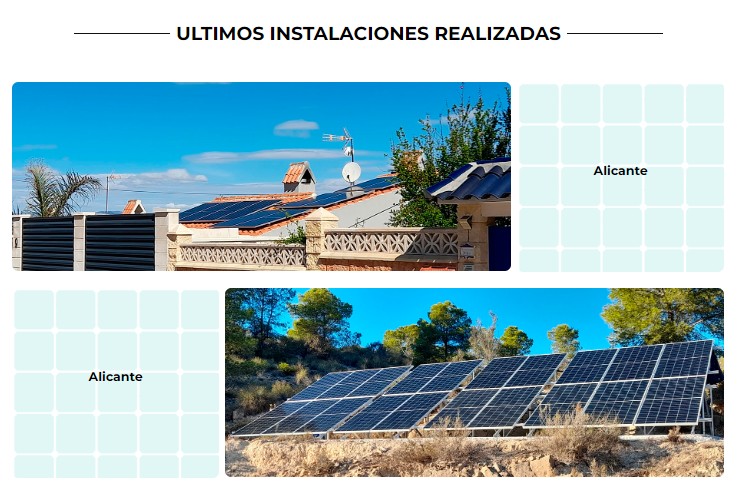 ULTIMOS INSTALACIONES REALIZADAS
Alicante
Alicante